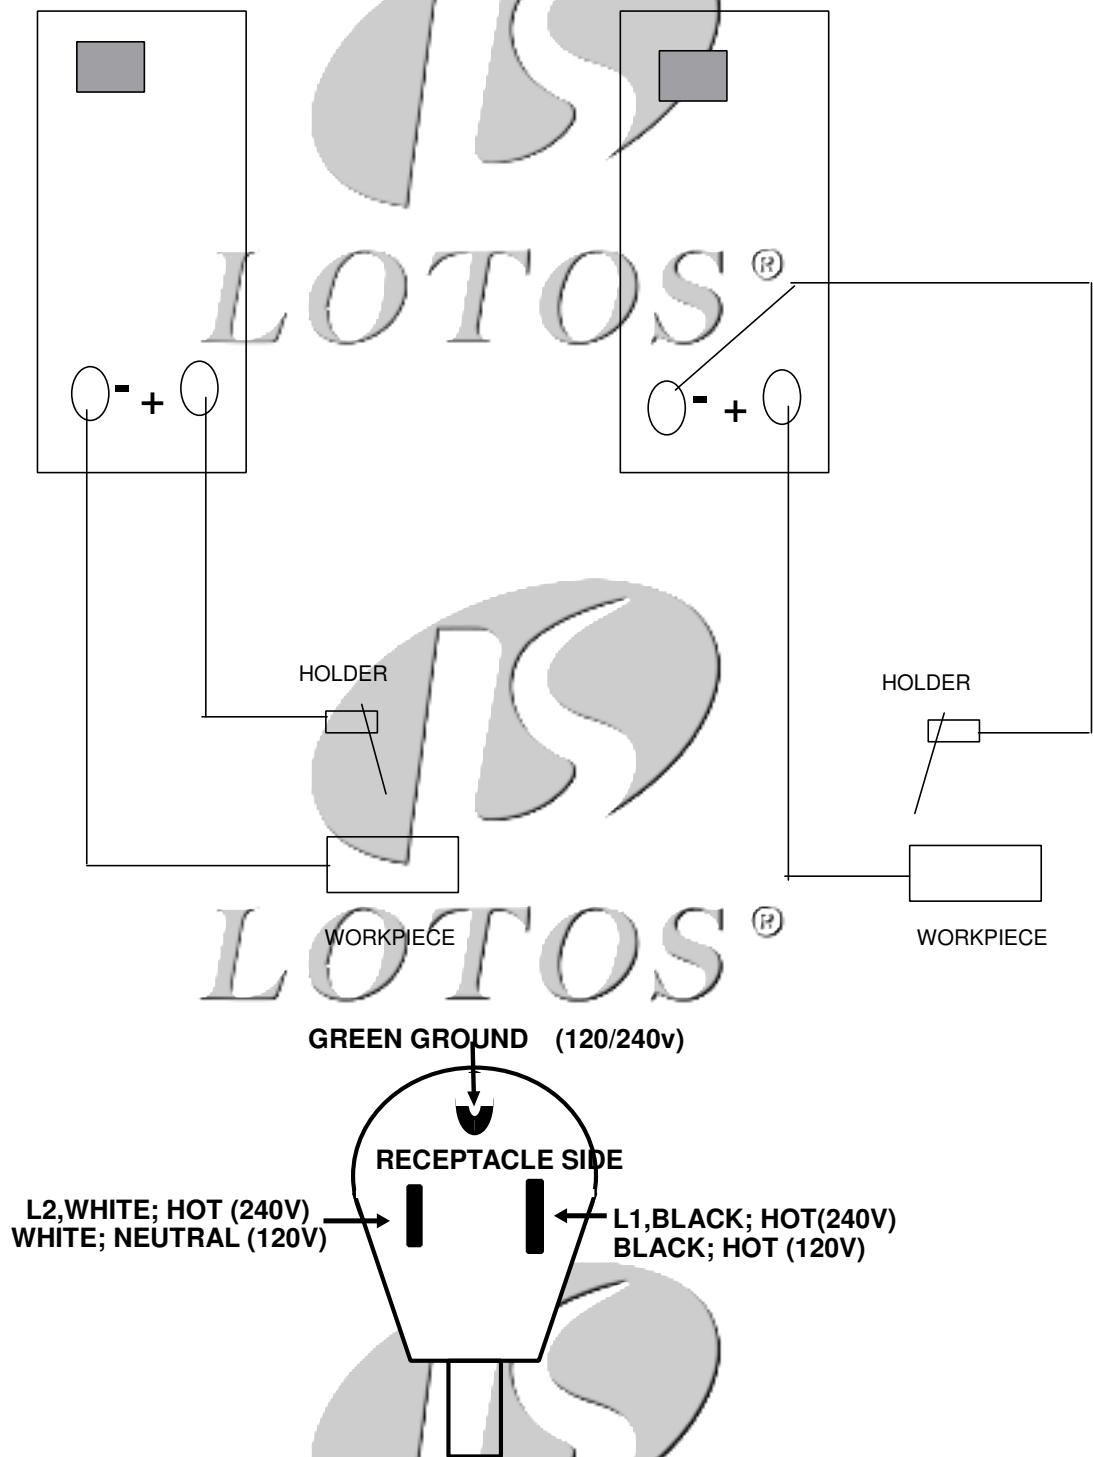 LOTOS®
- +
- +
HOLDER
HOLDER
LOTOS®
WORKPIECE
WORKPIECE
GREEN GROUND (120/240v)
RECEPTACLE SIDE
L2,WHITE; HOT (240V)
WHITE; NEUTRAL (120V)
L1,BLACK; HOT(240V)
BLACK; HOT (120V)